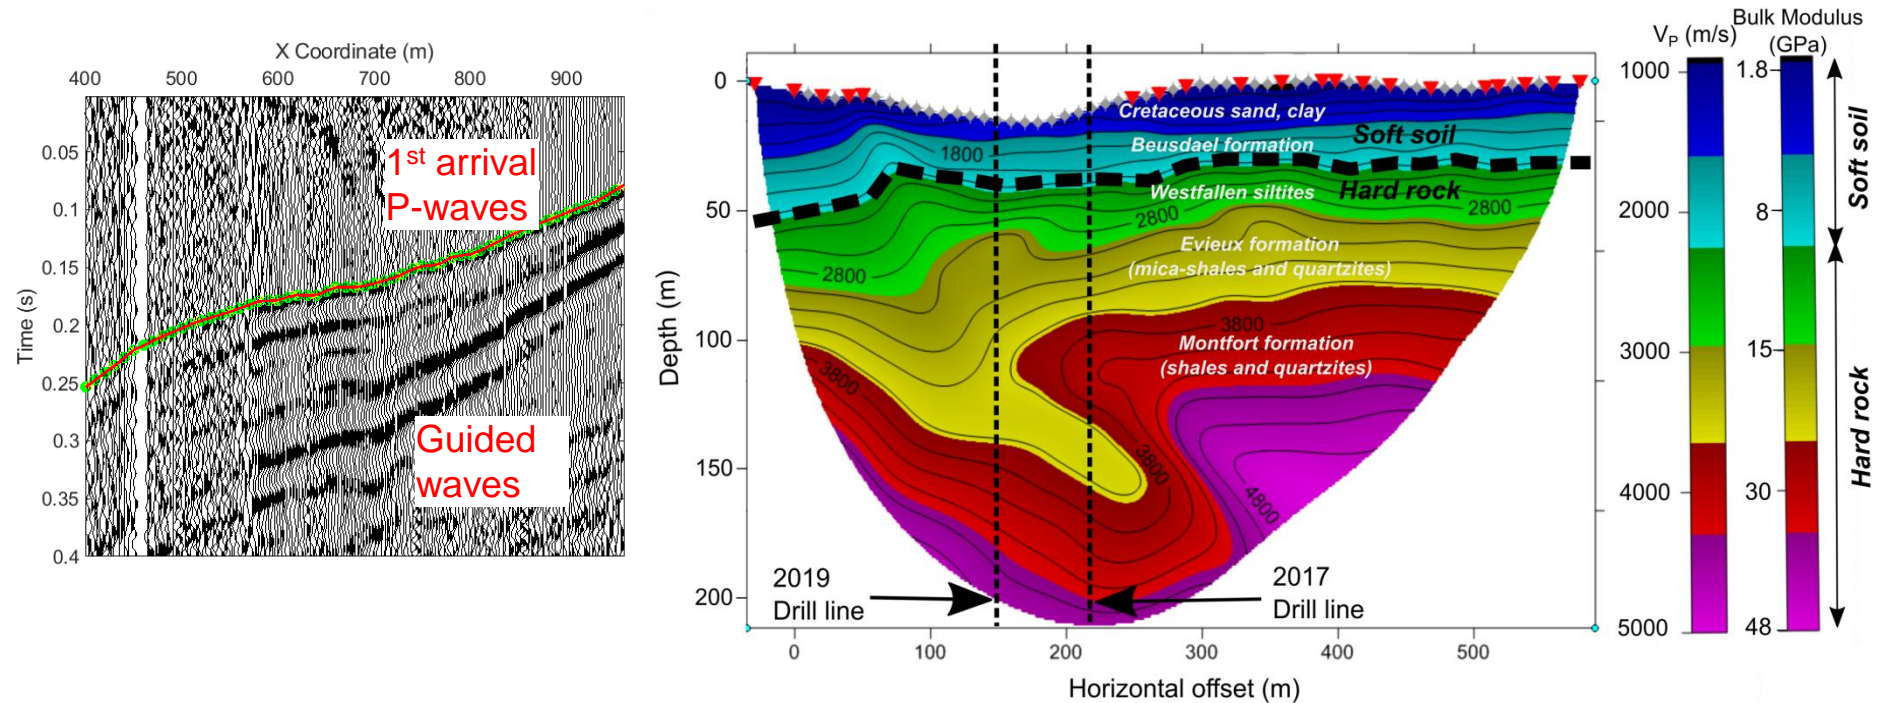 X Coordinate (m)
400 500 600 700 800 900
0.05
0.1
0.15
0.2
0.25
0.3
0.35
0.4
Time (s)
1st arrival
P-waves
Guided
waves
0
50
100
150
200
Depth (m)
Cretaceous sand, clay
Soft soil
Beusdael formation
1800
Westfallen siltites
Hard rock
2800
2800
2800
Evieux formation
(mica-shales and quartzites)
3800
Montfort formation
(shales and quartzites)
3800
3800
4800
2019
Drill line
2017
Drill line
0 100 200 300 400 500
Horizontal offset (m)
VP (m/s)
1000
2000
3000
4000
5000
Bulk Modulus
(GPa)
1.8
8
15
30
48
Soft soil
Hard rock